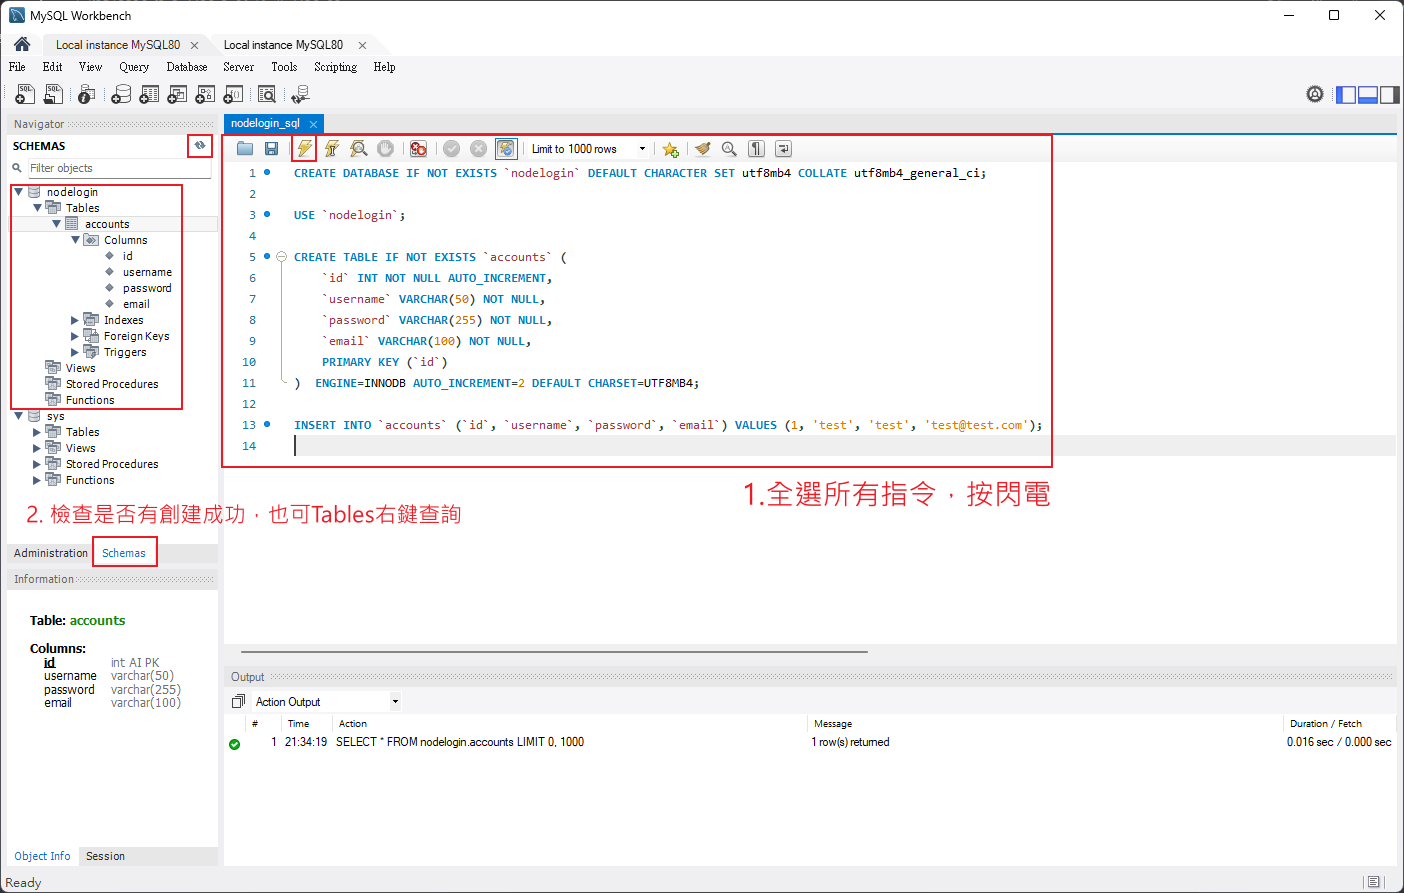 MySQL Workbench
Local instance MySQL80 Local instance MySQL80
File Edit View Query Database Server Tools Scripting Help
Navigator
SCHEMAS
Filter objects
nodelogin
Tables
accounts
Columns
id
username
password
email
Indexes
Foreign Keys
Triggers
Views
Stored Procedures
Functions
sys
Tables
Views
Stored Procedures
Functions
2. 檢查是否有創建成功，也可Tables右鍵查詢
Administration Schemas
Information
Table: accounts
Columns:
id int AI PK
username varchar(50)
password varchar(255)
email varchar(100)
Object Info Session
nodelogin_sql
Limit to 1000 rows
1 CREATE DATABASE IF NOT EXISTS `nodelogin` DEFAULT CHARACTER SET utf8mb4 COLLATE utf8mb4_general_ci;
2
3 USE `nodelogin`;
4
5 CREATE TABLE IF NOT EXISTS `accounts` (
6 `id` INT NOT NULL AUTO_INCREMENT,
7 `username` VARCHAR(50) NOT NULL,
8 `password` VARCHAR(255) NOT NULL,
9 `email` VARCHAR(100) NOT NULL,
10 PRIMARY KEY (`id`)
11 ) ENGINE=INNODB AUTO_INCREMENT=2 DEFAULT CHARSET=UTF8MB4;
12
13 INSERT INTO `accounts` (`id`, `username`, `password`, `email`) VALUES (1, 'test', 'test', 'test@test.com');
14
1.全選所有指令，按閃電
Output
Action Output
# Time Action Message Duration / Fetch
1 21:34:19 SELECT * FROM nodelogin.accounts LIMIT 0, 1000 1 row(s) returned 0.016 sec / 0.000 sec
Ready